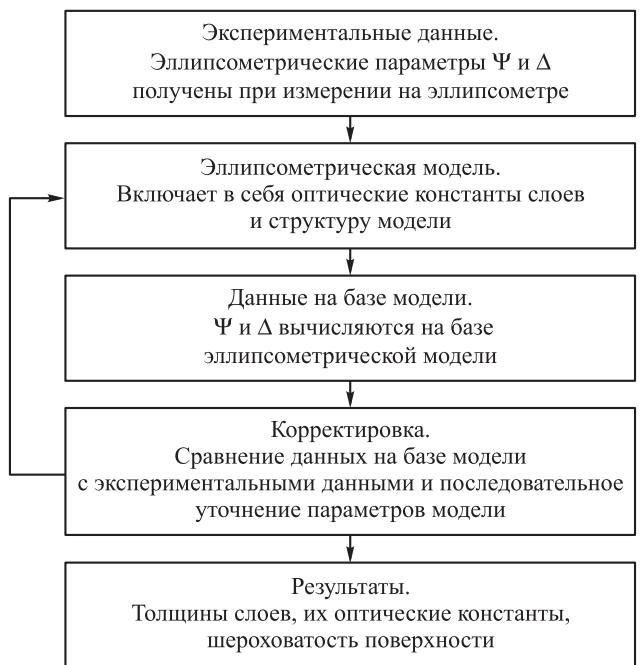 Экспериментальные данные.
Эллипсометрические параметры Ψ и Δ
получены при измерении на эллипсометре
Эллипсометрическая модель.
Включает в себя оптические константы слоев
и структуру модели
Данные на базе модели.
Ψ и Δ вычисляются на базе
эллипсометрической модели
Корректировка.
Сравнение данных на базе модели
с экспериментальными данными и последовательное
уточнение параметров модели
Результаты.
Толщины слоев, их оптические константы,
шероховатость поверхности